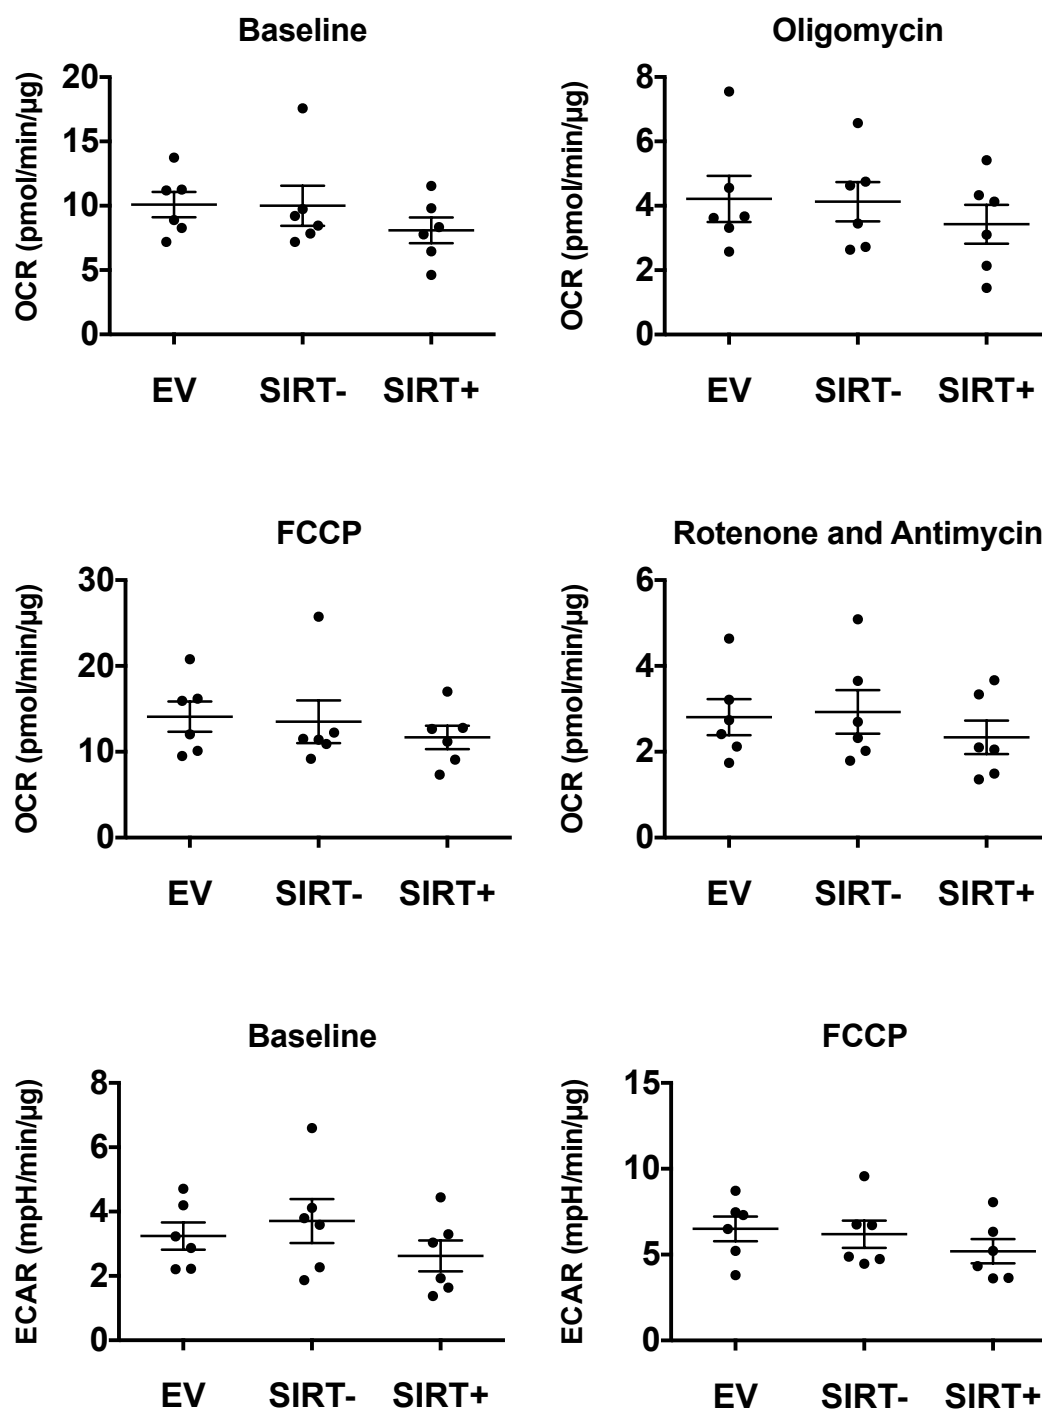 Baseline
OCR (pmol/min/µg)
20
15
10
5
0
EV SIRT- SIRT+
Oligomycin
OCR (pmol/min/µg)
8
6
4
2
0
EV SIRT- SIRT+
FCCP
OCR (pmol/min/µg)
30
20
10
0
EV SIRT- SIRT+
Rotenone and Antimycin
OCR (pmol/min/µg)
6
4
2
0
EV SIRT- SIRT+
Baseline
ECAR (mpH/min/µg)
8
6
4
2
0
EV SIRT- SIRT+
FCCP
ECAR (mpH/min/µg)
15
10
5
0
EV SIRT- SIRT+